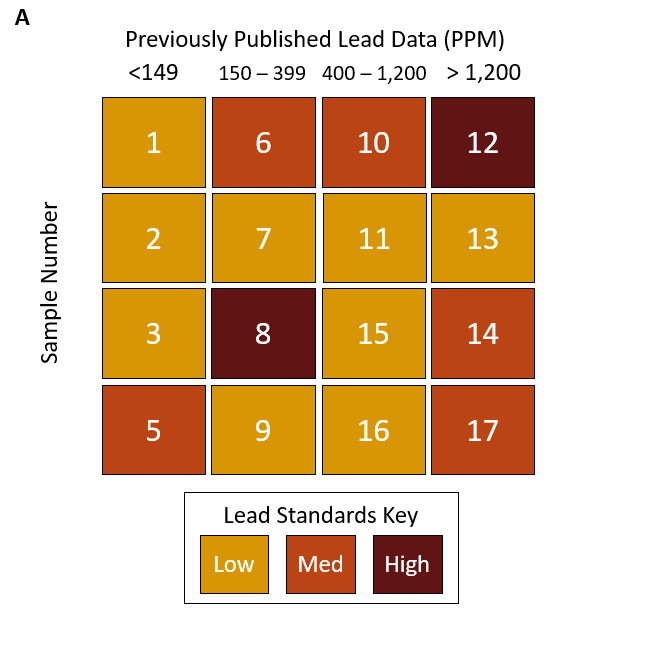 A
Previously Published Lead Data (PPM)
<149 150 – 399 400 – 1,200 > 1,200
Sample Number
1 6 10 12
2 7 11 13
3 8 15 14
5 9 16 17
Lead Standards Key
Low Med High